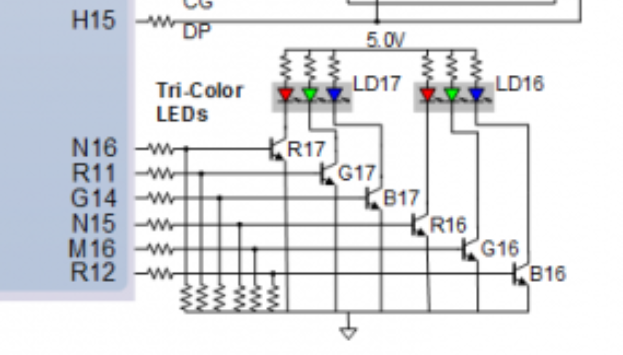 CG
H15
DP
5.0V
Tri-Color
LEDs
LD17
LD16
N16
R17
R11
G17
G14
B17
N15
R16
M16
G16
R12
B16